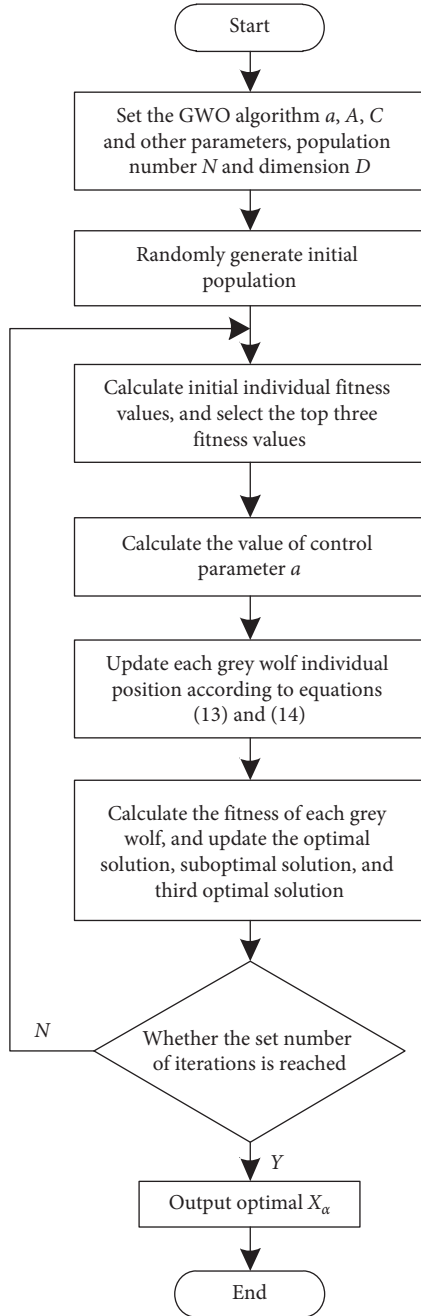 Start
Set the GWO algorithm a, A, C
and other parameters, population
number N and dimension D
Randomly generate initial
population
Calculate initial individual fitness
values, and select the top three
fitness values
Calculate the value of control
parameter a
Update each grey wolf individual
position according to equations
(13) and (14)
Calculate the fitness of each grey
wolf, and update the optimal
solution, suboptimal solution, and
third optimal solution
N
Whether the set number
of iterations is reached
Y
Output optimal Xα
End